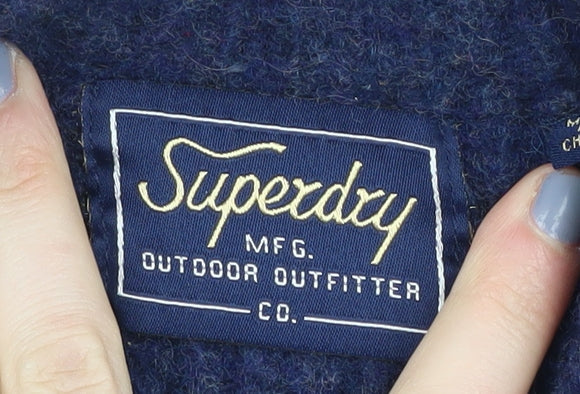 Superdry
MFG.
OUTDOOR OUTFITTER
CO.